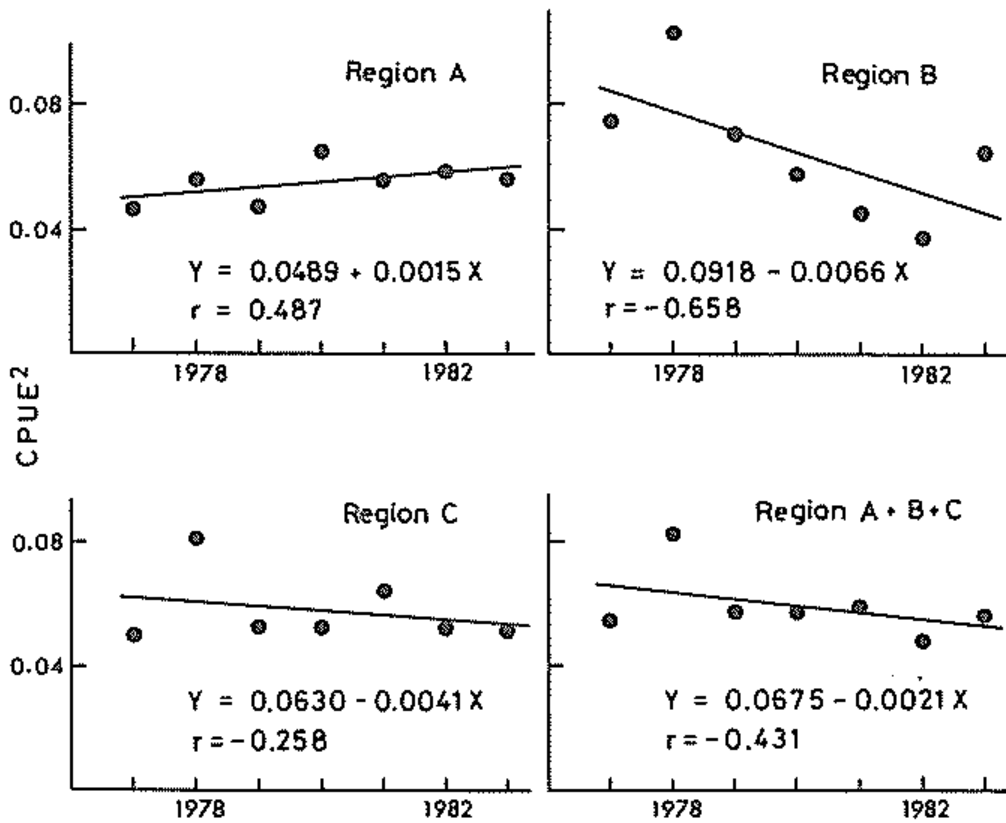 Region A
Region B
0.08
0.04
Y = 0.0489 + 0.0015 X
r = 0.487
Y = 0.0918 - 0.0066 X
r = -0.658
1978
1982
1978
1982
CPUE²
Region C
Region A + B + C
0.08
0.04
Y = 0.0630 - 0.0041 X
r = -0.258
Y = 0.0675 - 0.0021 X
r = -0.431
1978
1982
1978
1982